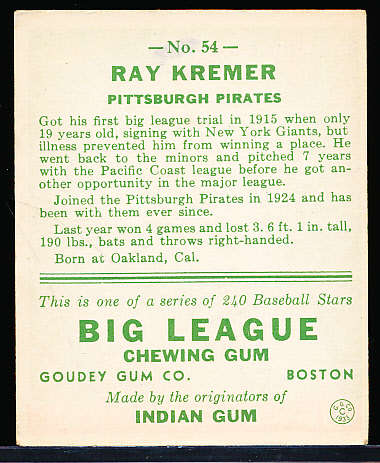 — No. 54 —
RAY KREMER
PITTSBURGH PIRATES
Got his first big league trial in 1915 when only
19 years old, signing with New York Giants, but
illness prevented him from winning a place. He
went back to the minors and pitched 7 years
with the Pacific Coast league before he got an-
other opportunity in the major league.
Joined the Pittsburgh Pirates in 1924 and has
been with them ever since.
Last year won 4 games and lost 3. 6 ft. 1 in. tall,
190 lbs., bats and throws right-handed.
Born at Oakland, Cal.
This is one of a series of 240 Baseball Stars
BIG LEAGUE
CHEWING GUM
GOUDEY GUM CO. BOSTON
Made by the originators of
INDIAN GUM
G.G.Co.
C
1933